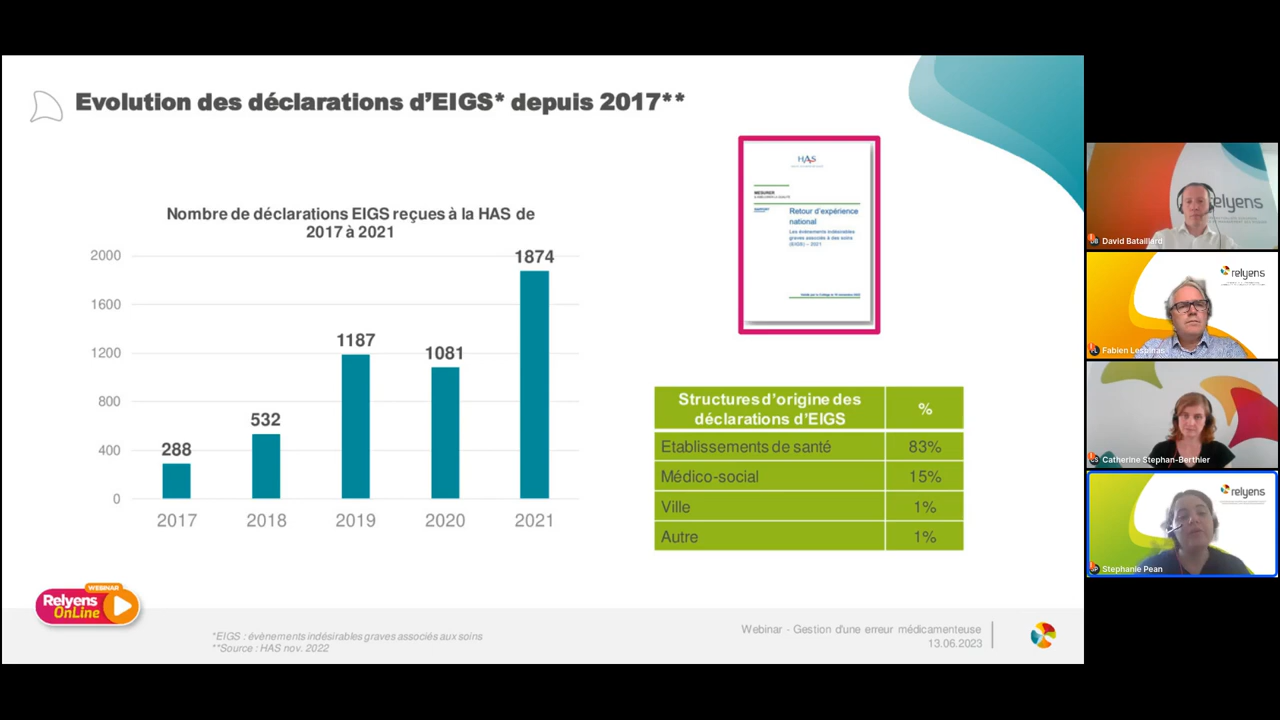 Evolution des déclarations d'EIGS* depuis 2017**
Nombre de déclarations EIGS reçues à la HAS de
2017 à 2021
2000
1600
1200
800
400
0
288
532
1187
1081
1874
2017
2018
2019
2020
2021
HAS
MESURER
Retour d'expérience
national
Les événements indésirables
graves associés à des soins
(EIGS) – 2021
Structures d'origine des
déclarations d'EIGS
%
Etablissements de santé
83%
Médico-social
15%
Ville
1%
Autre
1%
WEBINAR
Relyens
OnLine
*EIGS : évènements indésirables graves associés aux soins
**Source : HAS nov. 2022
Webinar - Gestion d'une erreur médicamenteuse
13.06.2023
relyens
David Bataillard
relyens
Fabien
Catherine Stephan-Berthier
relyens
Stephanie Pean